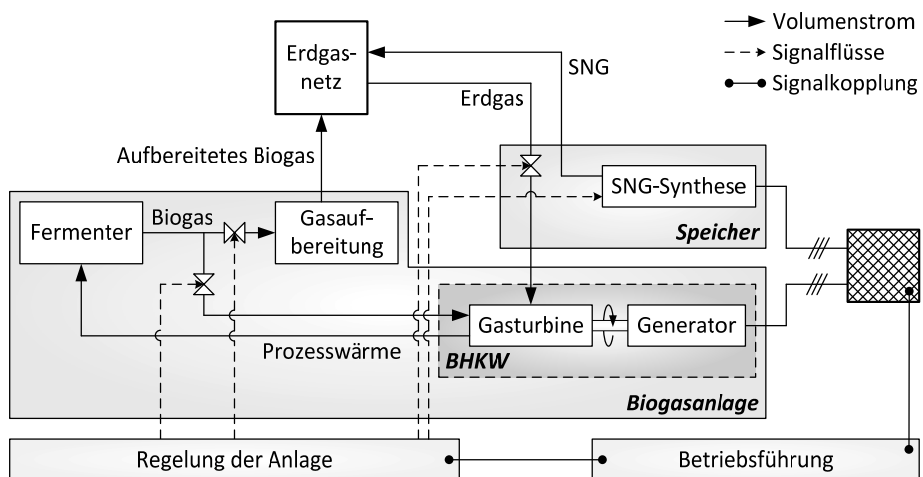 Volumenstrom
Signalflüsse
Signalkopplung
Erdgas-
netz
SNG
Erdgas
Aufbereitetes Biogas
SNG-Synthese
Speicher
Fermenter
Biogas
Gasauf-
bereitung
Gasturbine
Generator
Prozesswärme
BHKW
Biogasanlage
Regelung der Anlage
Betriebsführung